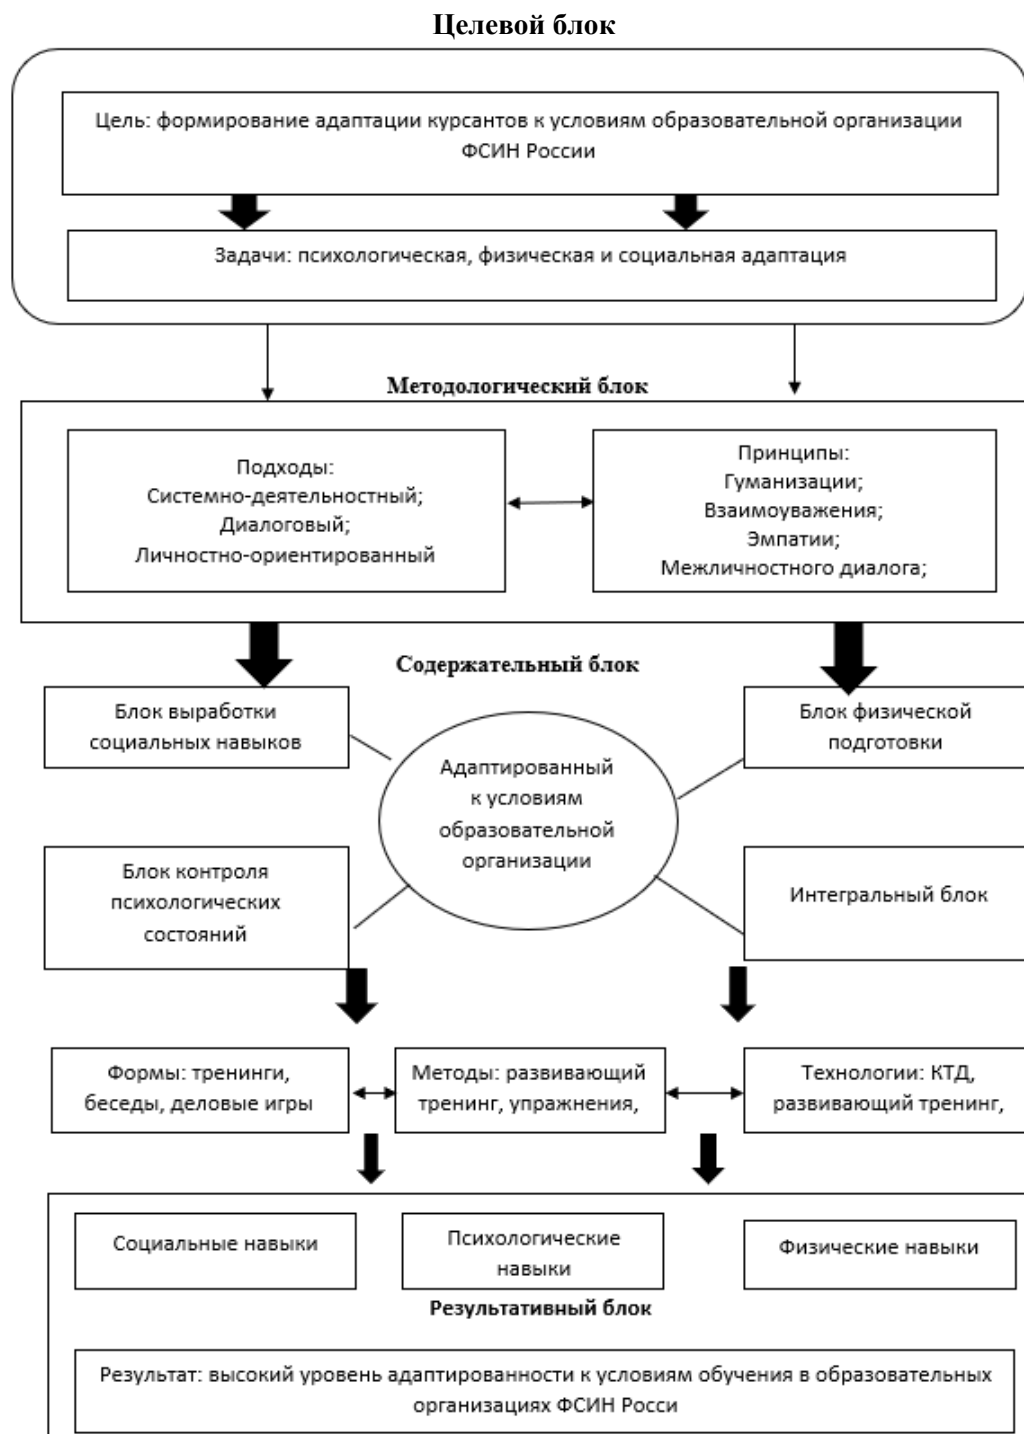 Целевой блок
Цель: формирование адаптации курсантов к условиям образовательной организации
ФСИН России
Задачи: психологическая, физическая и социальная адаптация
Методологический блок
Подходы:
Системно-деятельностный;
Диалоговый;
Личностно-ориентированный
Принципы:
Гуманизации;
Взаимоуважения;
Эмпатии;
Межличностного диалога;
Содержательный блок
Блок выработки
социальных навыков
Блок физической
подготовки
Адаптированный
к условиям
образовательной
организации
Блок контроля
психологических
состояний
Интегральный блок
Формы: тренинги,
беседы, деловые игры
Методы: развивающий
тренинг, упражнения,
Технологии: КТД,
развивающий тренинг,
Социальные навыки
Психологические
навыки
Физические навыки
Результативный блок
Результат: высокий уровень адаптированности к условиям обучения в образовательных
организациях ФСИН Росси